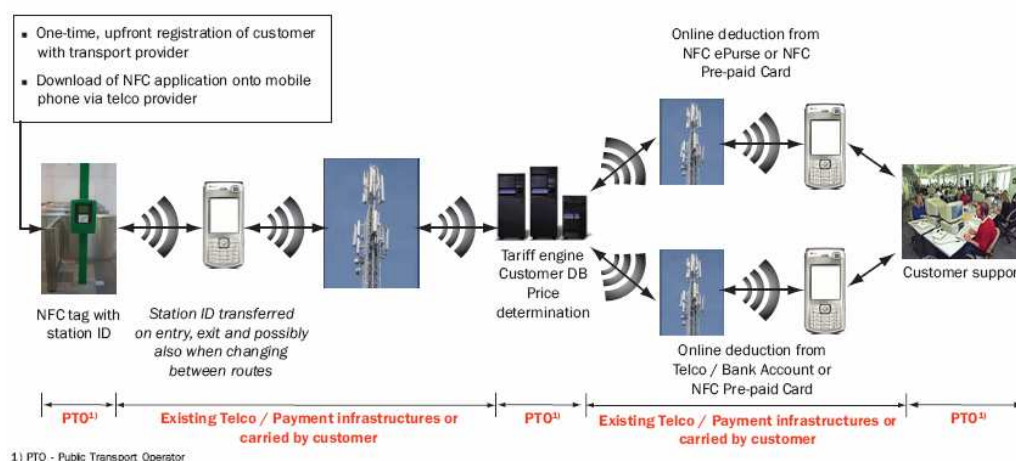 ▪ One-time, upfront registration of customer
with transport provider
▪ Download of NFC application onto mobile
phone via telco provider
Online deduction from
NFC ePurse or NFC
Pre-paid Card
NFC tag with
station ID
Station ID transferred
on entry, exit and possibly
also when changing
between routes
Tariff engine
Customer DB
Price
determination
Customer support
Online deduction from
Telco / Bank Account or
NFC Pre-paid Card
PTO¹⁾
Existing Telco / Payment infrastructures or
carried by customer
PTO¹⁾
Existing Telco / Payment infrastructures or
carried by customer
PTO¹⁾
1) PTO - Public Transport Operator